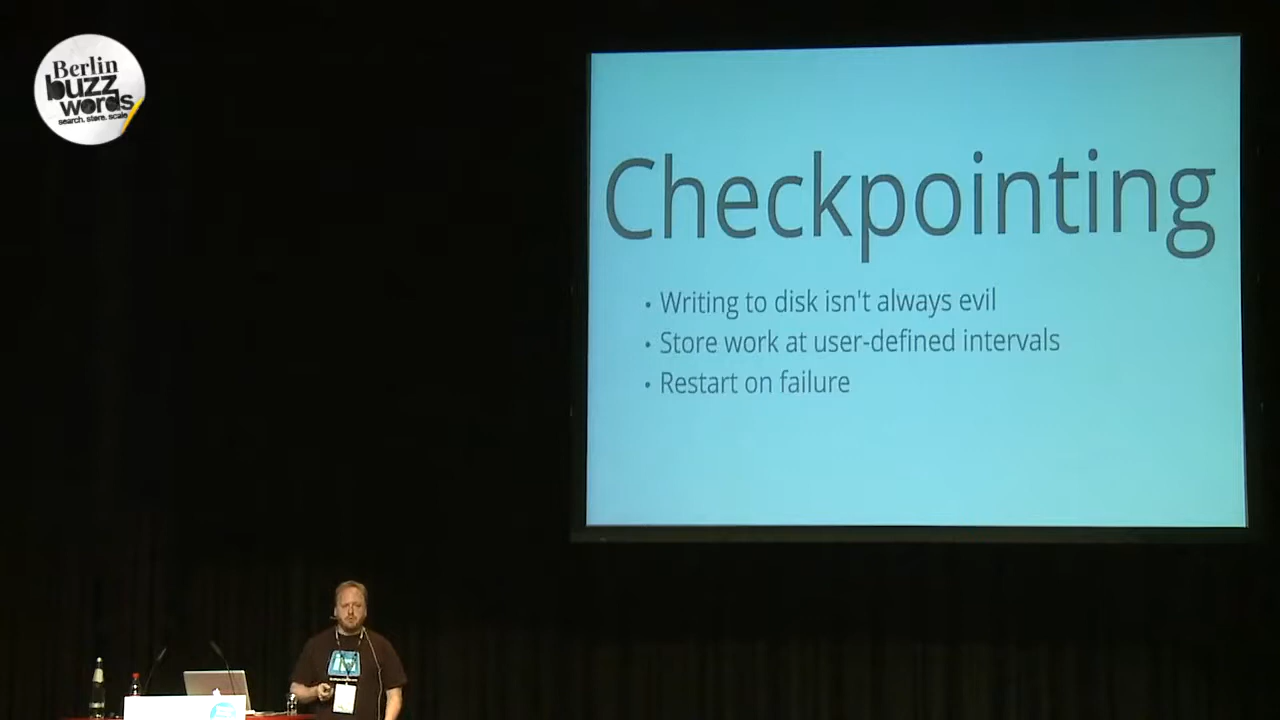 Berlin
buzz
words
search. store. scale
Checkpointing
• Writing to disk isn't always evil
• Store work at user-defined intervals
• Restart on failure